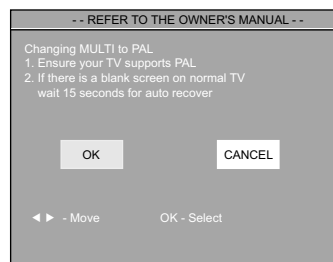 - - REFER TO THE OWNER'S MANUAL - -
Changing MULTI to PAL
1. Ensure your TV supports PAL
2. If there is a blank screen on normal TV
wait 15 seconds for auto recover
OK CANCEL
◄ ► - Move OK - Select